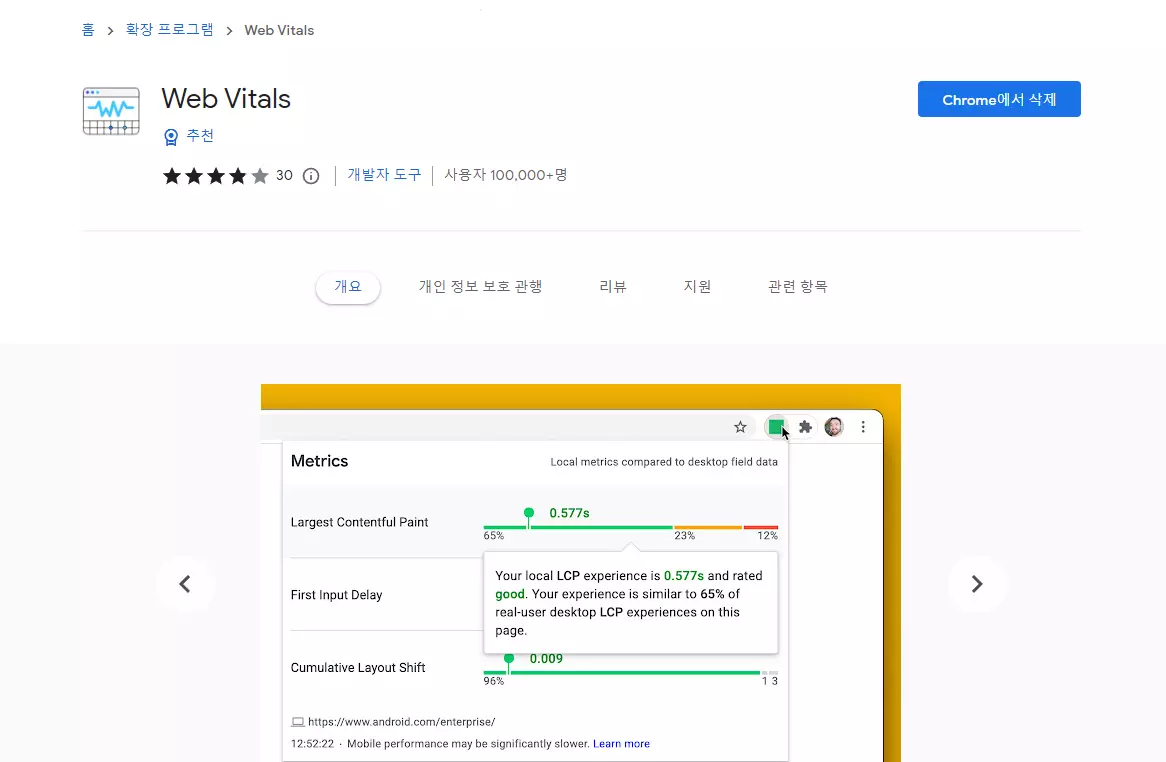 홈 > 확장 프로그램 > Web Vitals
Web Vitals
Chrome에서 삭제
추천
30
개발자 도구
사용자 100,000+명
개요
개인 정보 보호 관행
리뷰
지원
관련 항목
Metrics
Local metrics compared to desktop field data
Largest Contentful Paint
0.577s
65%
23%
12%
Your local LCP experience is 0.577s and rated
good. Your experience is similar to 65% of
real-user desktop LCP experiences on this
page.
First Input Delay
Cumulative Layout Shift
0.009
96%
1 3
https://www.android.com/enterprise/
12:52:22 · Mobile performance may be significantly slower. Learn more